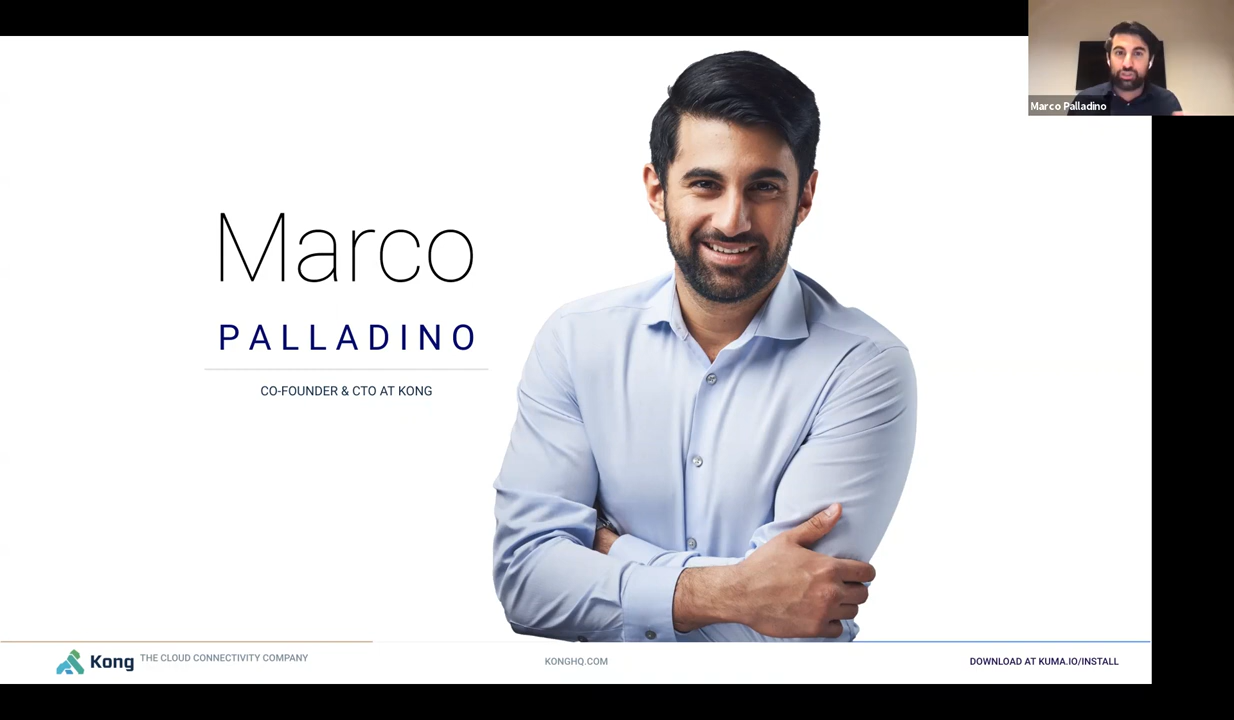 Marco Palladino
Marco
PALLADINO
CO-FOUNDER & CTO AT KONG
Kong THE CLOUD CONNECTIVITY COMPANY
KONGHQ.COM
DOWNLOAD AT KUMA.IO/INSTALL